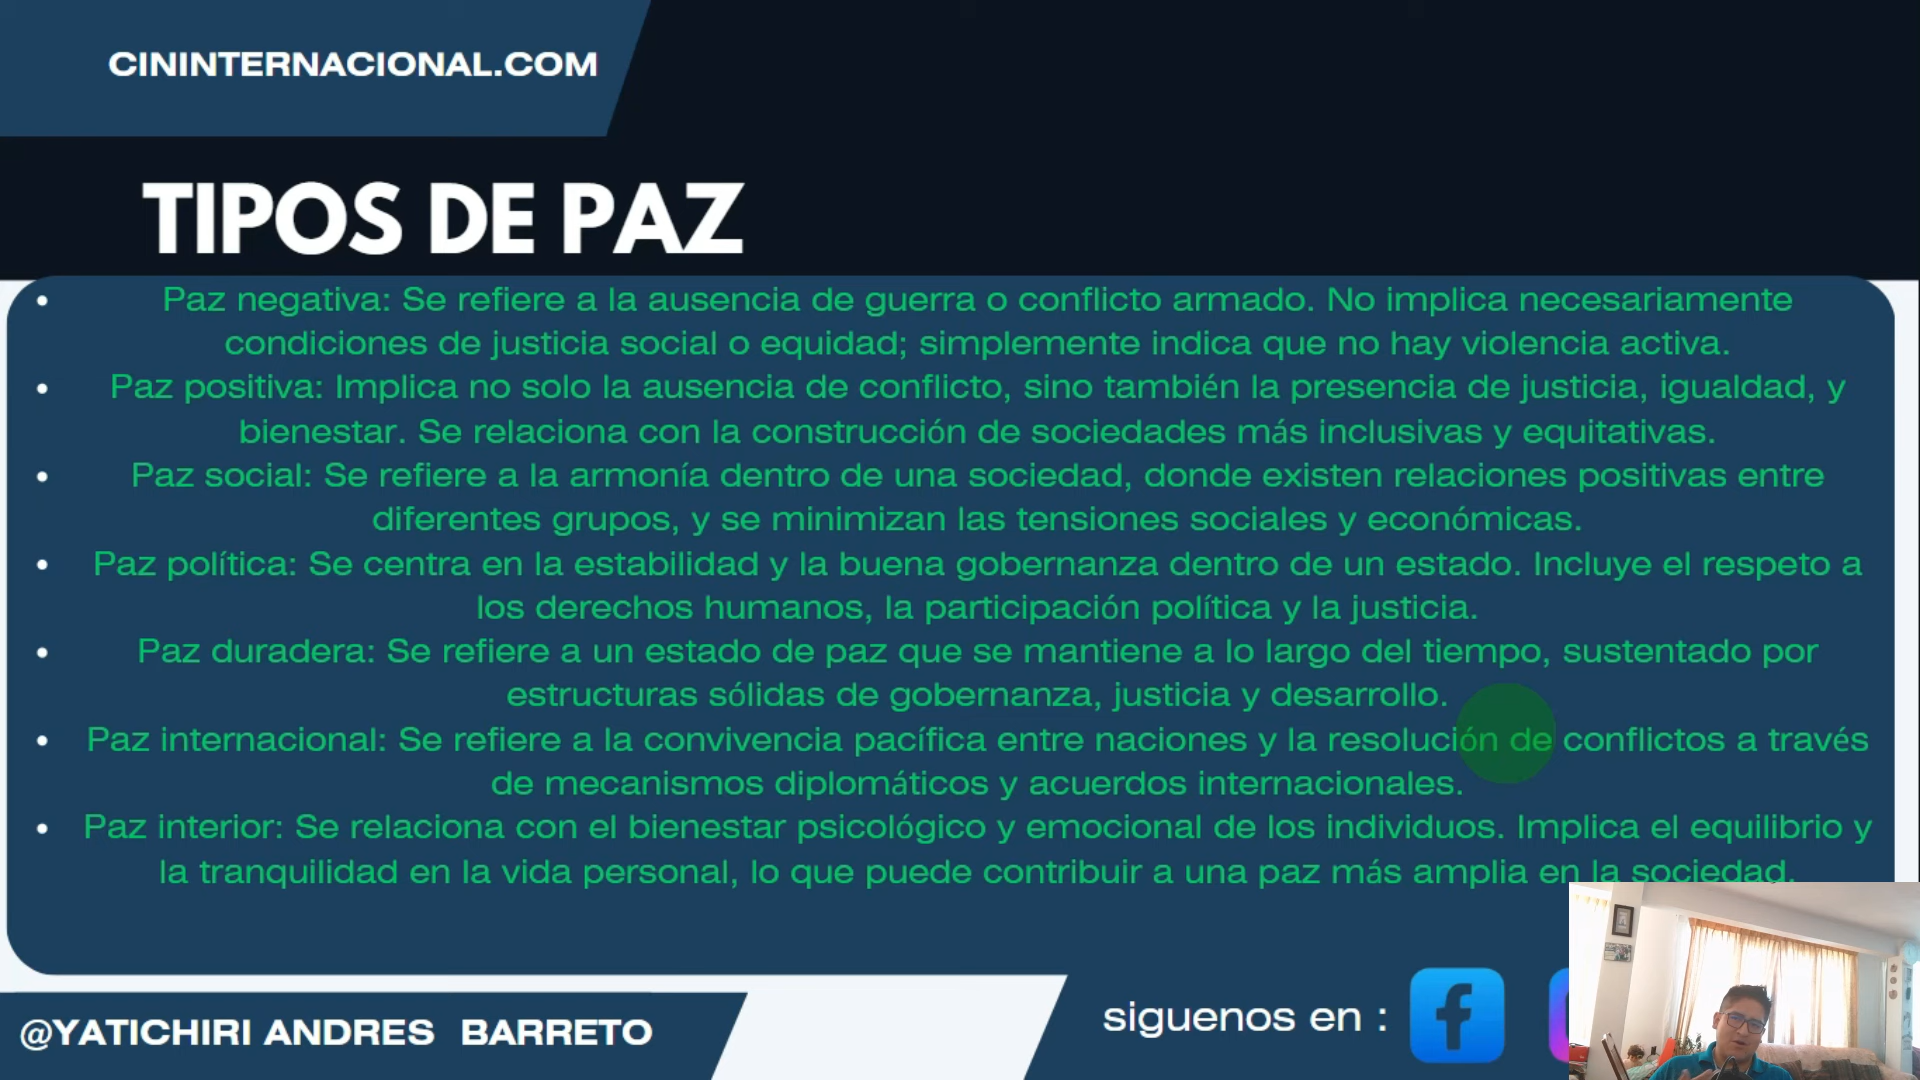 CININTERNACIONAL.COM
TIPOS DE PAZ
• Paz negativa: Se refiere a la ausencia de guerra o conflicto armado. No implica necesariamente
condiciones de justicia social o equidad; simplemente indica que no hay violencia activa.
• Paz positiva: Implica no solo la ausencia de conflicto, sino también la presencia de justicia, igualdad, y
bienestar. Se relaciona con la construcción de sociedades más inclusivas y equitativas.
• Paz social: Se refiere a la armonía dentro de una sociedad, donde existen relaciones positivas entre
diferentes grupos, y se minimizan las tensiones sociales y económicas.
• Paz política: Se centra en la estabilidad y la buena gobernanza dentro de un estado. Incluye el respeto a
los derechos humanos, la participación política y la justicia.
• Paz duradera: Se refiere a un estado de paz que se mantiene a lo largo del tiempo, sustentado por
estructuras sólidas de gobernanza, justicia y desarrollo.
• Paz internacional: Se refiere a la convivencia pacífica entre naciones y la resolución de conflictos a través
de mecanismos diplomáticos y acuerdos internacionales.
• Paz interior: Se relaciona con el bienestar psicológico y emocional de los individuos. Implica el equilibrio y
la tranquilidad en la vida personal, lo que puede contribuir a una paz más amplia en la sociedad.
@YATICHIRI ANDRES BARRETO
siguenos en :